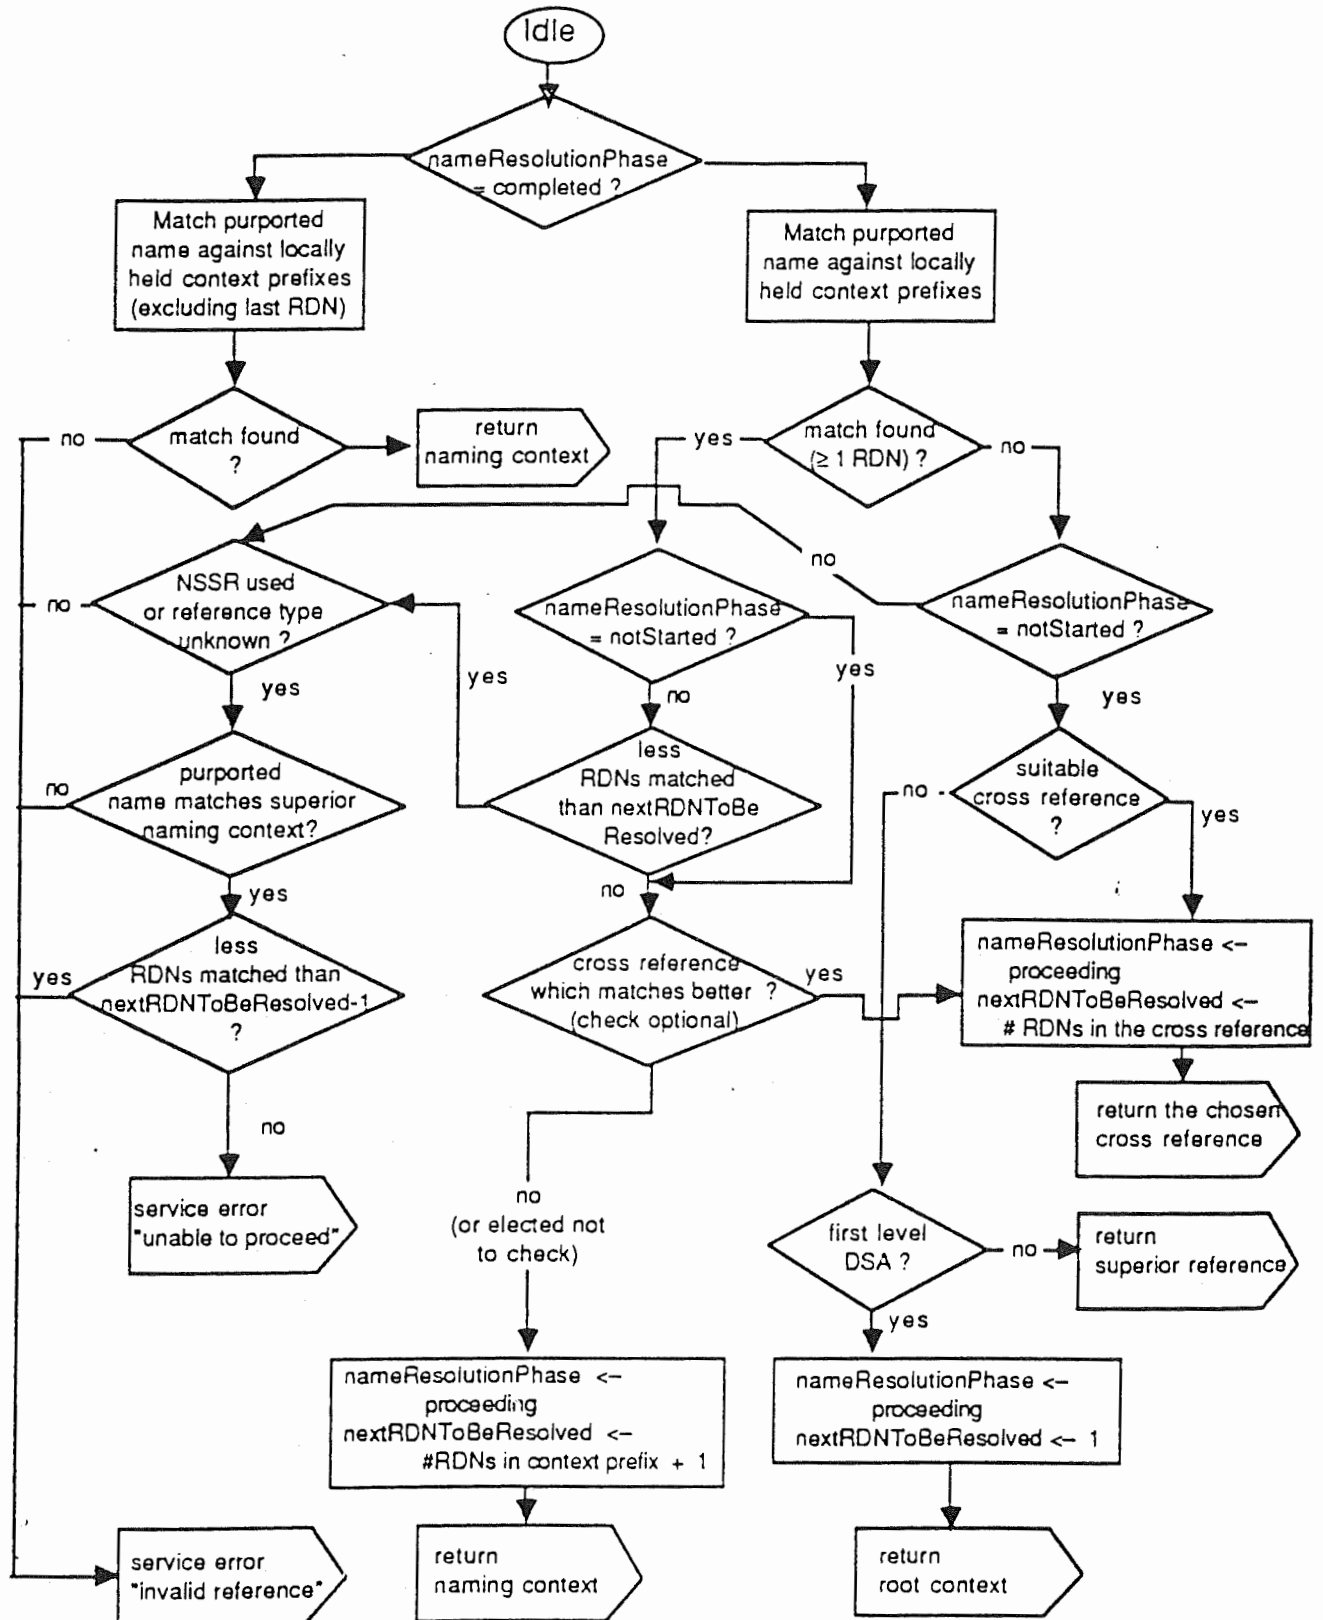 Idle
nameResolutionPhase
= completed ?
Match purported
name against locally
held context prefixes
(excluding last RDN)
Match purported
name against locally
held context prefixes
no
match found
?
return
naming context
yes
match found
(≥ 1 RDN) ?
no
no
NSSR used
or reference type
unknown ?
no
nameResolutionPhase
= notStarted ?
nameResolutionPhase
= notStarted ?
yes
yes
yes
no
yes
no
purported
name matches superior
naming context?
less
RDNs matched
than nextRDNToBe
Resolved?
no
suitable
cross reference
?
yes
yes
no
yes
less
RDNs matched than
nextRDNToBeResolved-1
?
cross reference
which matches better ?
(check optional)
yes
nameResolutionPhase <–
proceeding
nextRDNToBeResolved <–
# RDNs in the cross reference
return the chosen
cross reference
no
service error
"unable to proceed"
no
(or elected not
to check)
first level
DSA ?
no
return
superior reference
yes
nameResolutionPhase <–
proceeding
nextRDNToBeResolved <–
#RDNs in context prefix + 1
nameResolutionPhase <–
proceeding
nextRDNToBeResolved <– 1
service error
"invalid reference"
return
naming context
return
root context